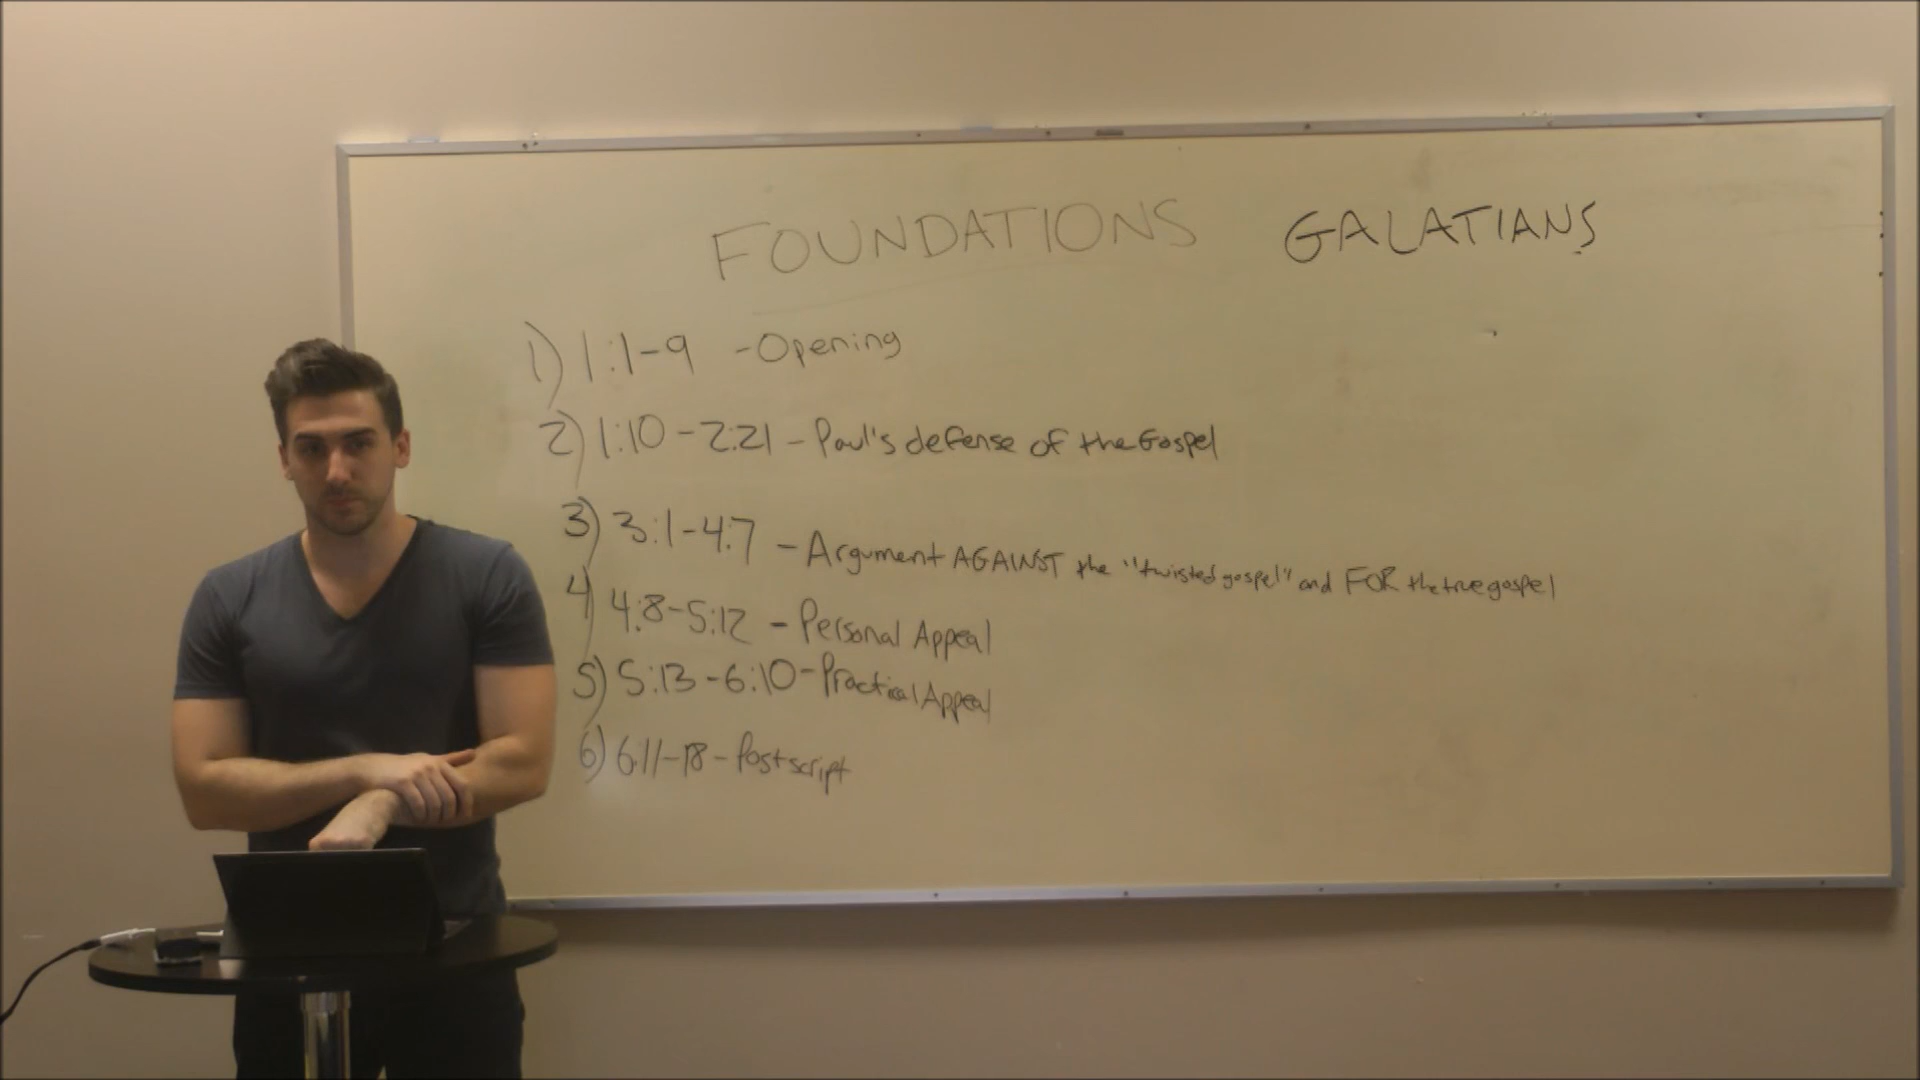 FOUNDATIONS GALATIANS
1) 1:1-9 - Opening
2) 1:10-2:21 - Paul's defense of the Gospel
3) 3:1-4:7 - Argument AGAINST the "twisted gospel" and FOR the true gospel
4) 4:8-5:12 - Personal Appeal
5) 5:13-6:10 - Practical Appeal
6) 6:11-18 - Postscript